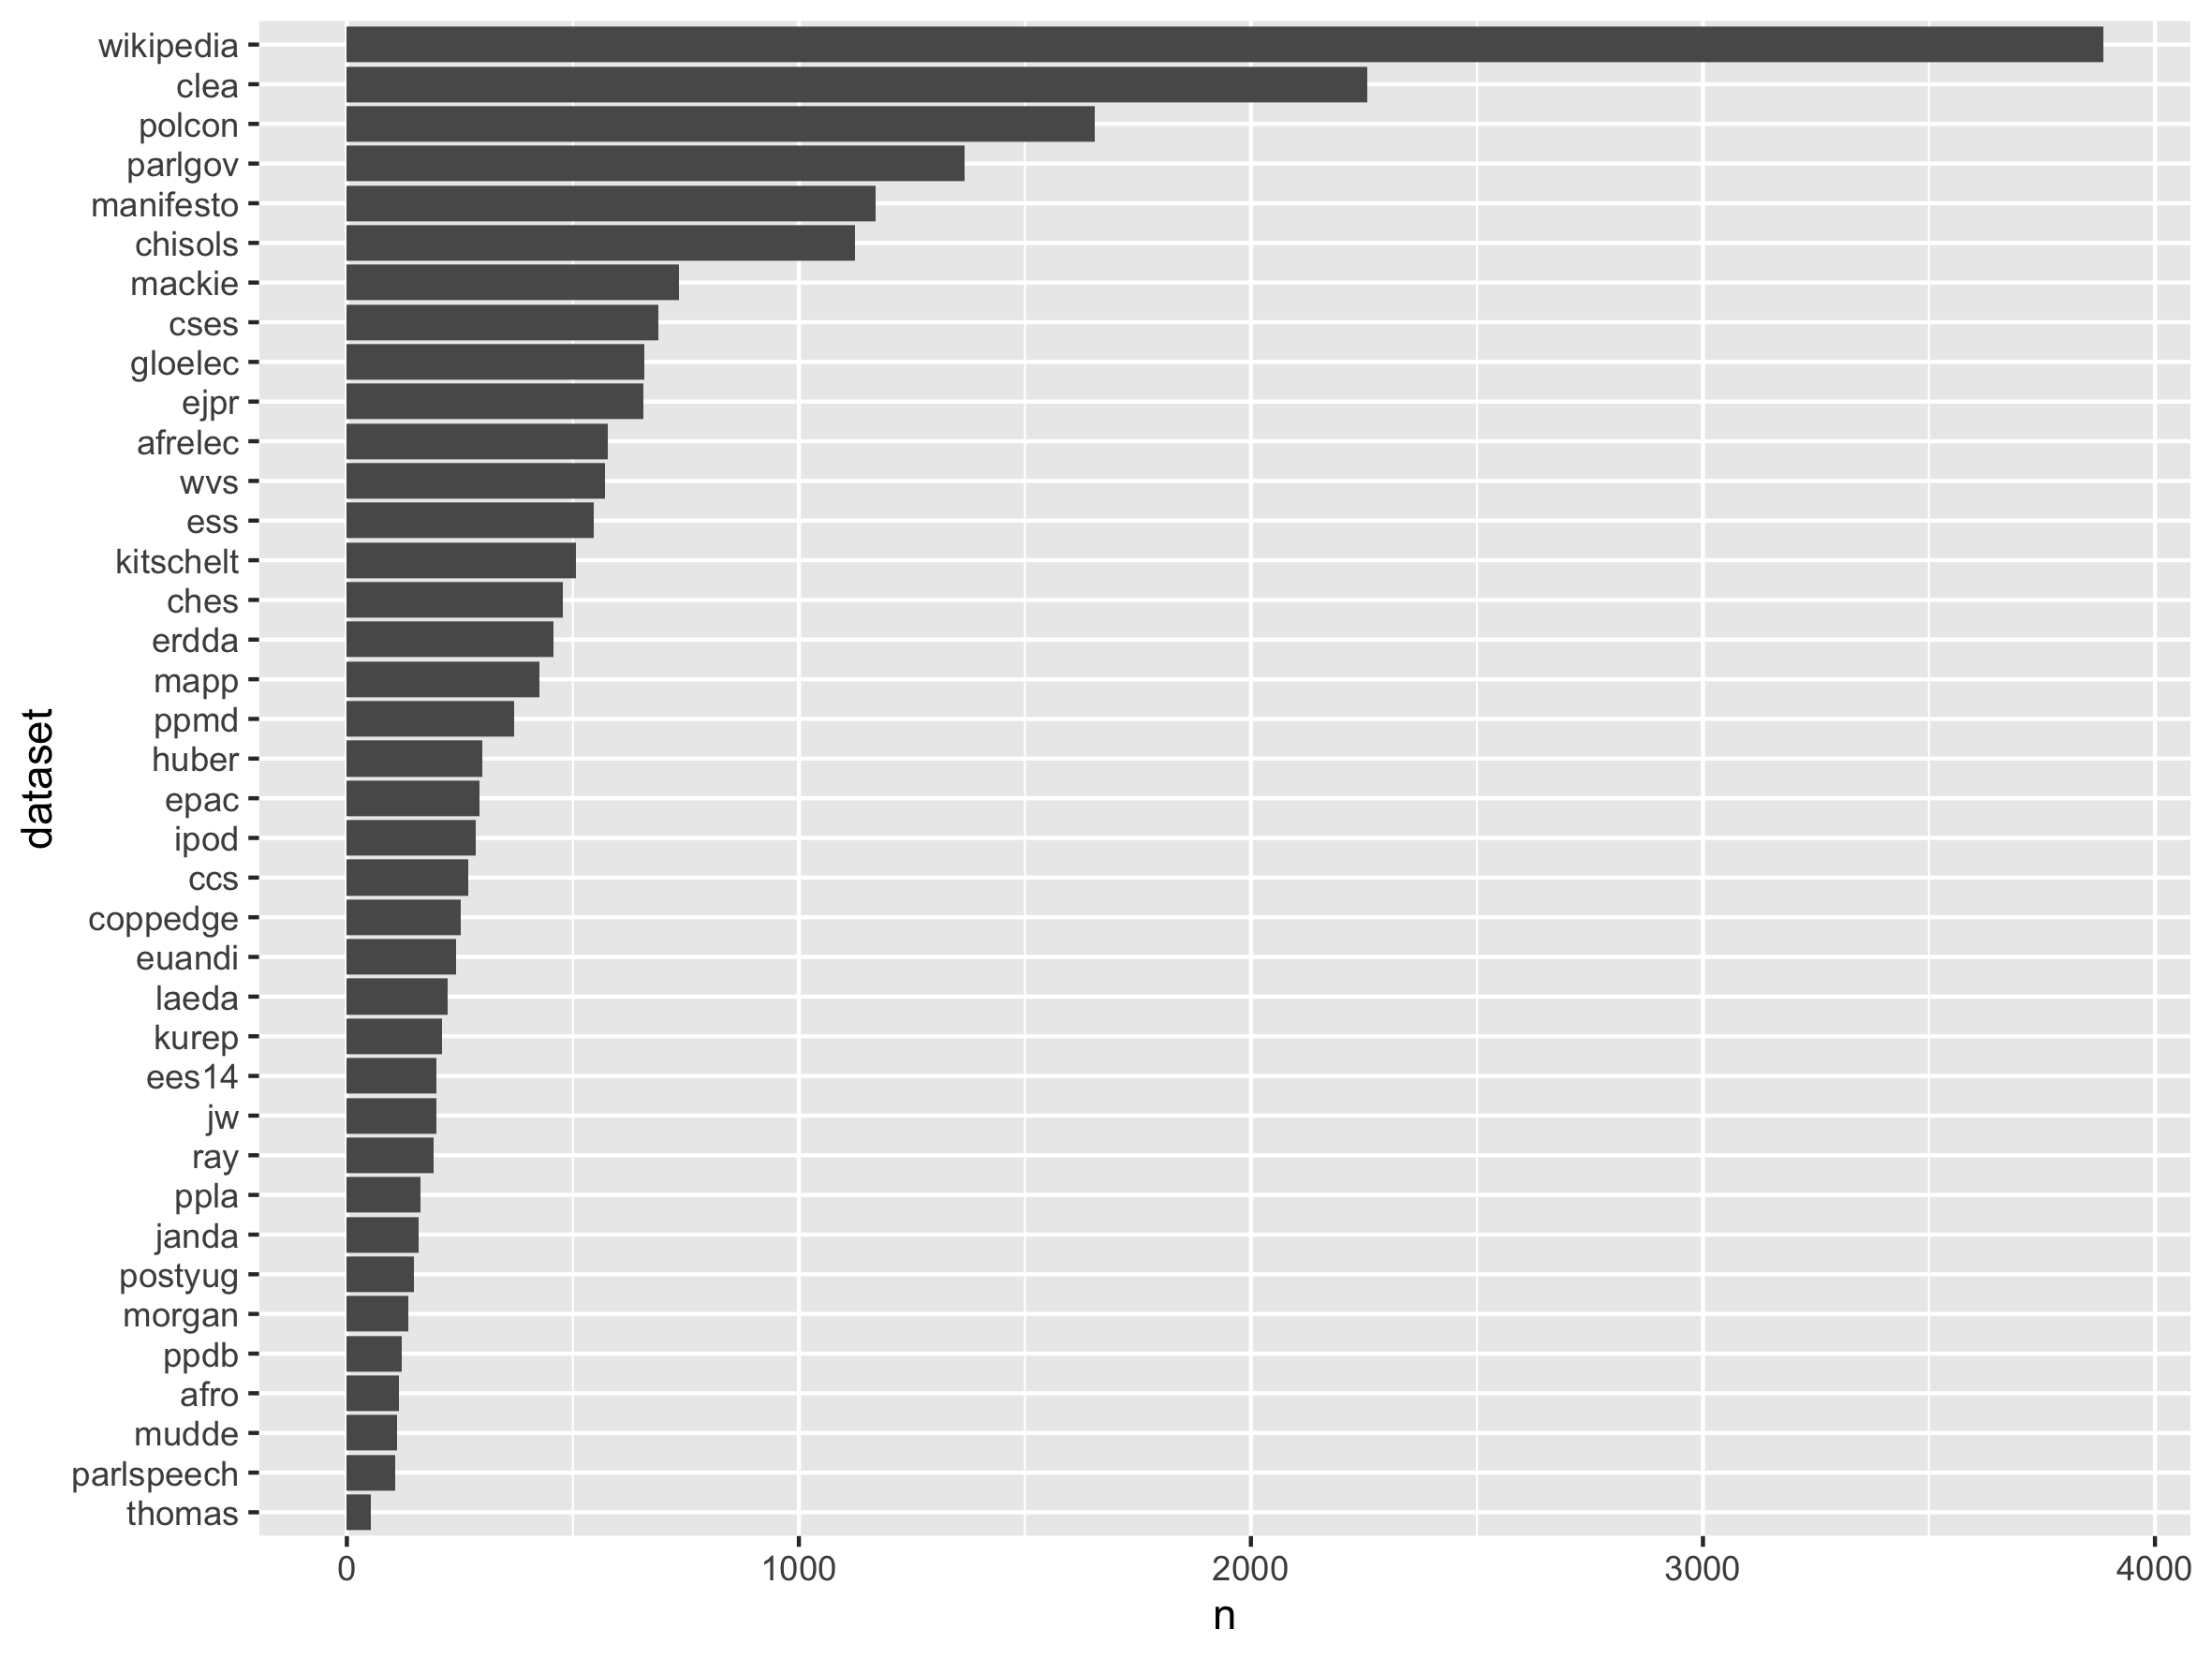 wikipedia
clea
polcon
parlgov
manifesto
chisols
mackie
cses
gloelec
ejpr
afrelec
wvs
ess
kitschelt
ches
erdda
mapp
ppmd
huber
epac
ipod
ccs
coppedge
euandi
laeda
kurep
ees14
jw
ray
ppla
janda
postyug
morgan
ppdb
afro
mudde
parlspeech
thomas
dataset
0 1000 2000 3000 4000
n